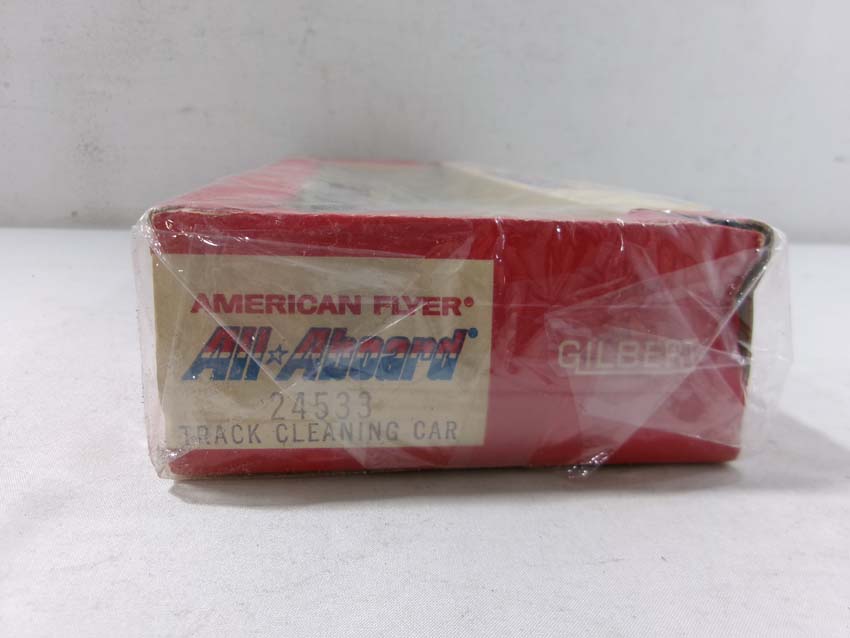 AMERICAN FLYER®
All★Aboard®
24533
TRACK CLEANING CAR
GILBERT